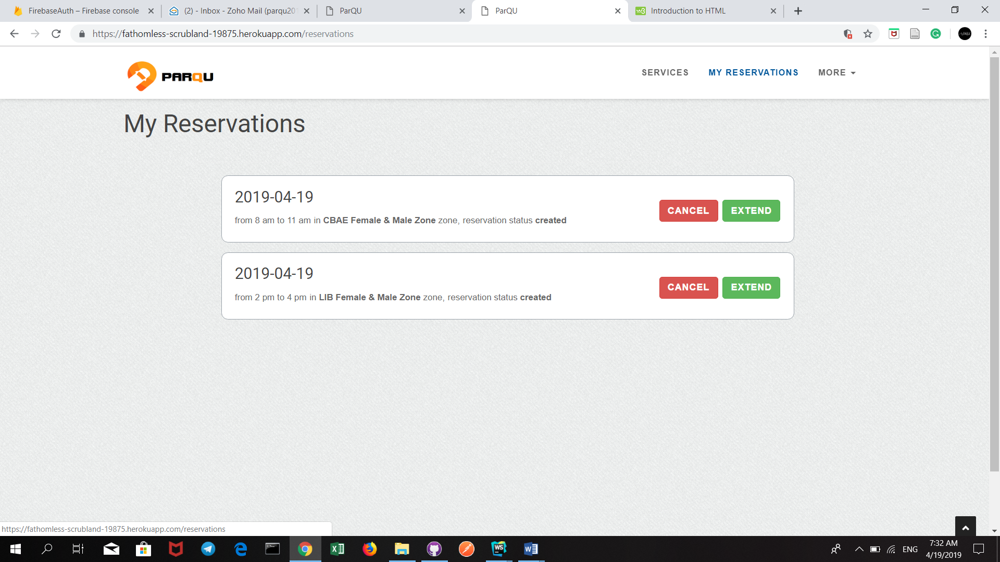 FirebaseAuth – Firebase console
(2) - Inbox - Zoho Mail (parqu20
ParQU
ParQU
Introduction to HTML
https://fathomless-scrubland-19875.herokuapp.com/reservations
PARQU
SERVICES
MY RESERVATIONS
MORE
My Reservations
2019-04-19
from 8 am to 11 am in CBAE Female & Male Zone zone, reservation status created
CANCEL
EXTEND
2019-04-19
from 2 pm to 4 pm in LIB Female & Male Zone zone, reservation status created
CANCEL
EXTEND
https://fathomless-scrubland-19875.herokuapp.com/reservations
ENG
7:32 AM
4/19/2019